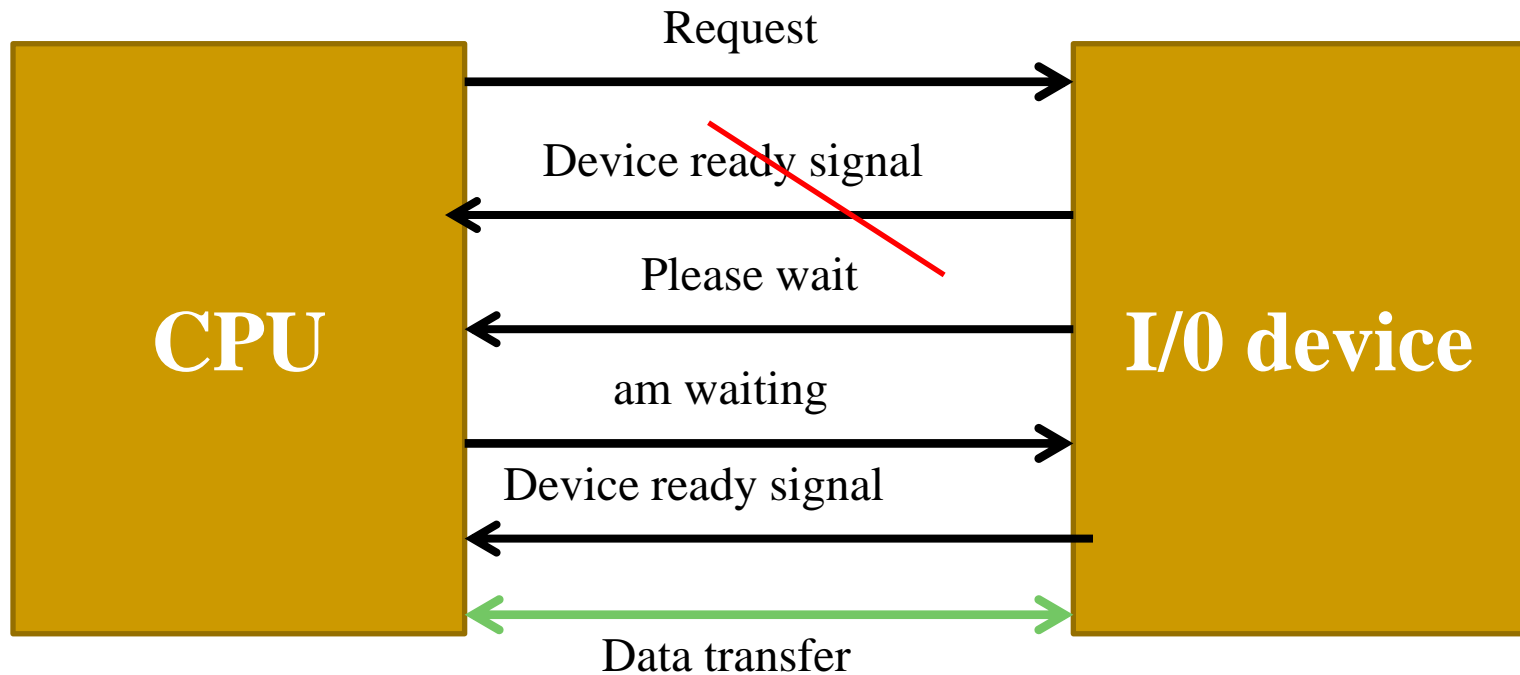 Request
Device ready signal
Please wait
CPU
I/0 device
am waiting
Device ready signal
Data transfer